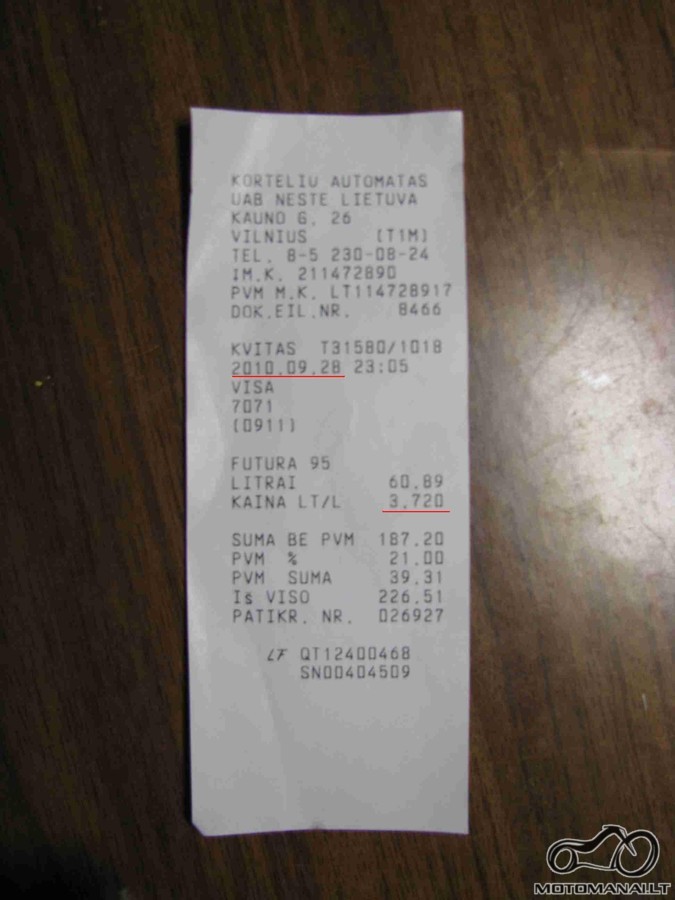 KORTELIU AUTOMATAS
UAB NESTE LIETUVA
KAUNO G. 26
VILNIUS (T1M)
TEL. 8-5 230-08-24
IM.K. 211472890
PVM M.K. LT114728917
DOK.EIL.NR. 8466
KVITAS T31580/1018
2010.09.28 23:05
VISA
7071
(0911)
FUTURA 95
LITRAI 60.89
KAINA LT/L 3.720
SUMA BE PVM 187.20
PVM % 21.00
PVM SUMA 39.31
Iš VISO 226.51
PATIKR. NR. 026927
LF QT12400468
SN00404509
MOTOMANAI.LT